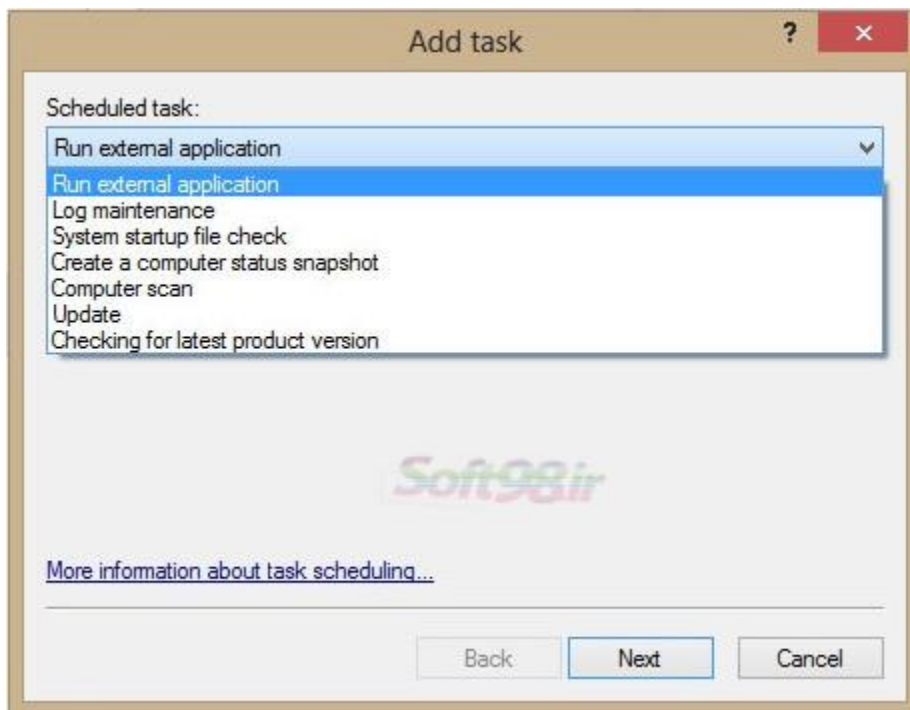 Add task
?
Scheduled task:
Run external application
Run external application
Log maintenance
System startup file check
Create a computer status snapshot
Computer scan
Update
Checking for latest product version
Soft98.ir
More information about task scheduling...
Back
Next
Cancel